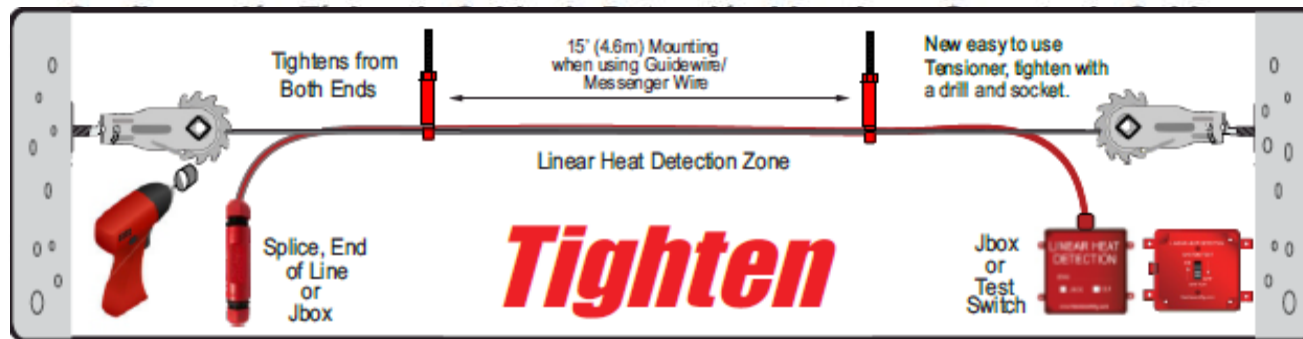 Tightens from
Both Ends
15" (4.6m) Mounting
when using Guidewire/
Messenger Wire
New easy to use
Tensioner, tighten with
a drill and socket.
Linear Heat Detection Zone
Splice, End
of Line
or
Jbox
Tighten
Jbox
or
Test
Switch
LINEAR HEAT
DETECTION